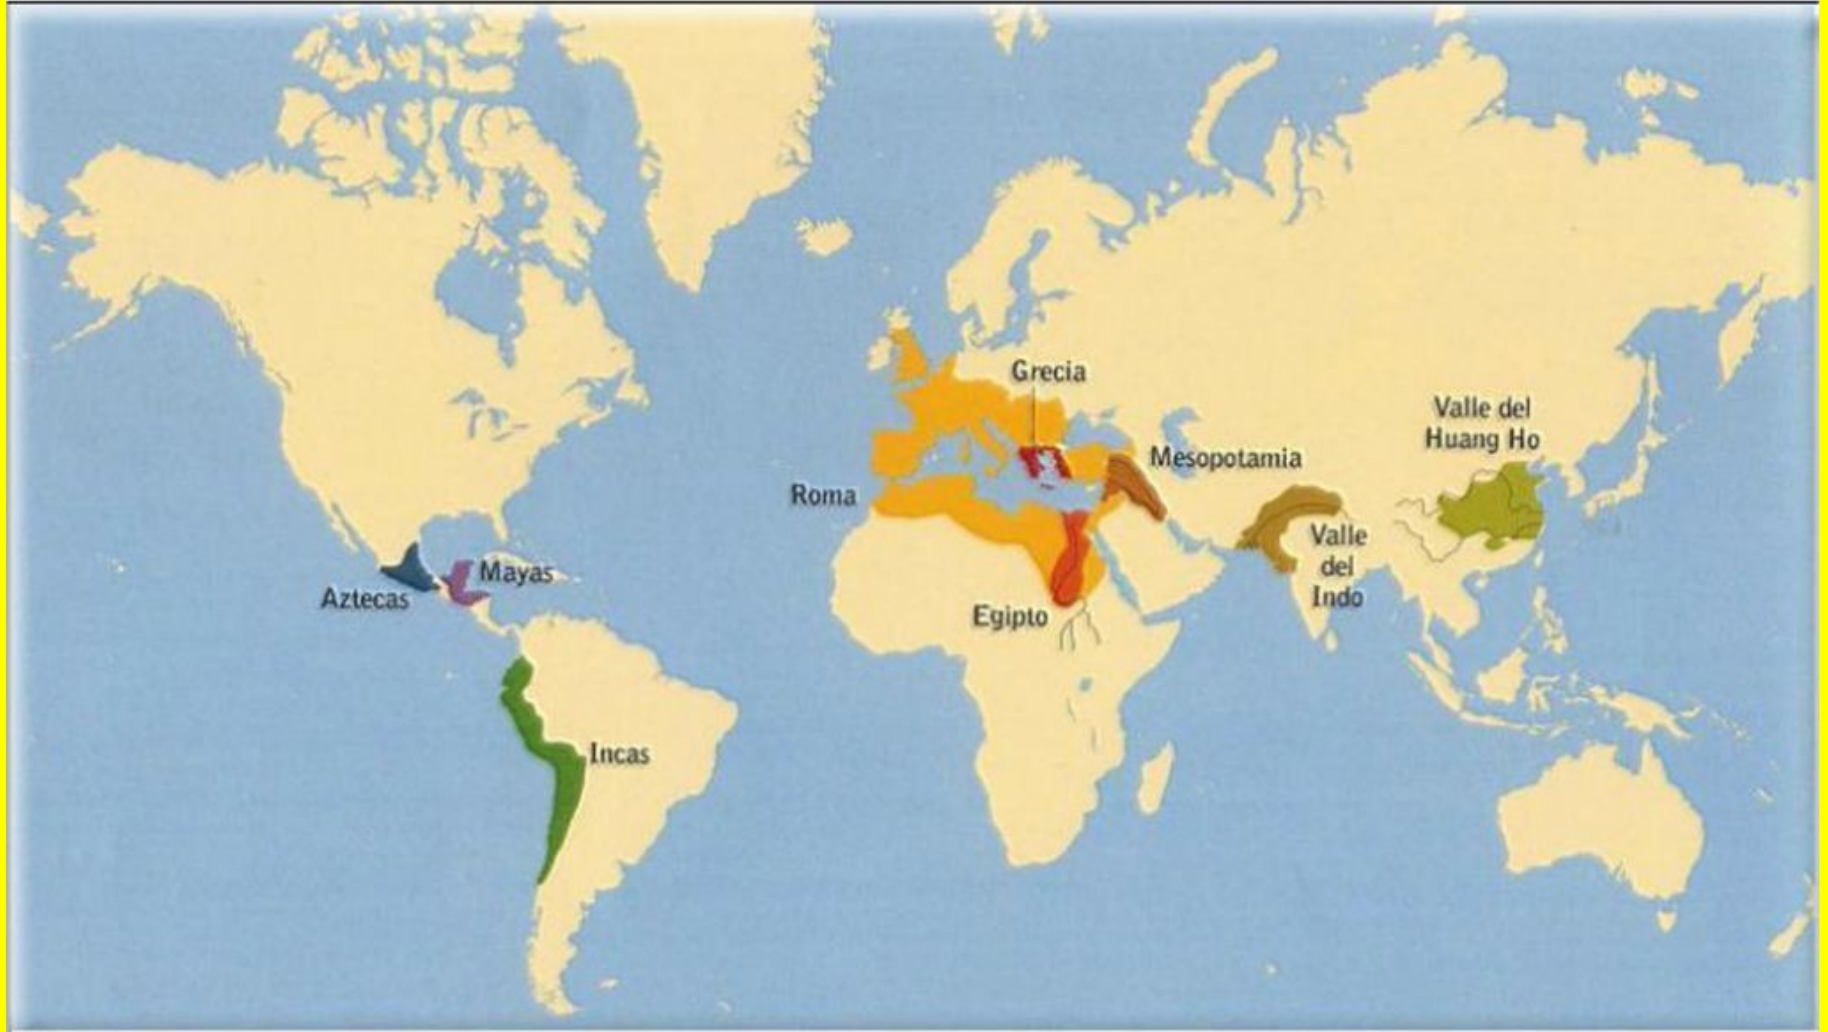 Grecia
Valle del
Huang Ho
Mesopotamia
Roma
Valle
del
Indo
Mayas
Aztecas
Egipto
Incas